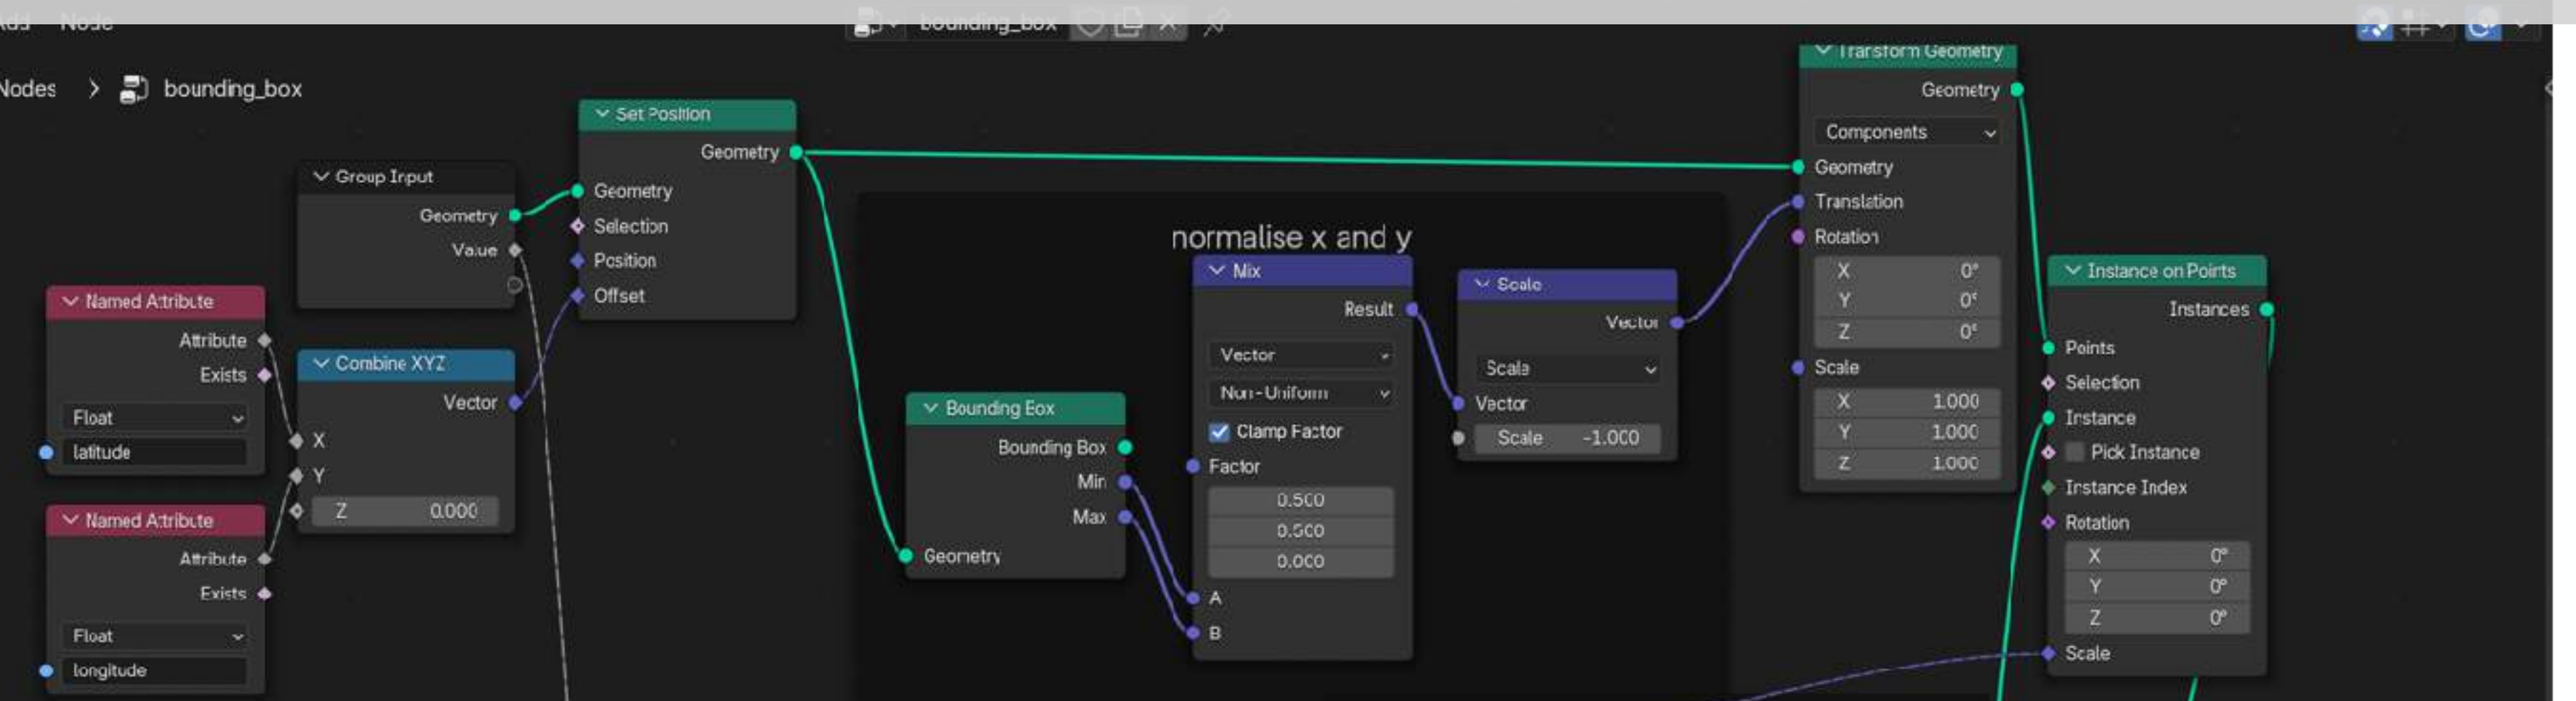 Add Node
bounding_box
Nodes > bounding_box
Named Attribute
Attribute
Exists
Float
latitude
Named Attribute
Attribute
Exists
Float
longitude
Group Input
Geometry
Value
Combine XYZ
Vector
X
Y
Z 0.000
Set Position
Geometry
Geometry
Selection
Position
Offset
normalise x and y
Bounding Box
Bounding Box
Min
Max
Geometry
Mix
Result
Vector
Non-Uniform
Clamp Factor
Factor
0.500
0.500
0.000
A
B
Scale
Vector
Scale
Vector
Scale -1.000
Transform Geometry
Geometry
Components
Geometry
Translation
Rotation
X 0°
Y 0°
Z 0°
Scale
X 1.000
Y 1.000
Z 1.000
Instance on Points
Instances
Points
Selection
Instance
Pick Instance
Instance Index
Rotation
X 0°
Y 0°
Z 0°
Scale